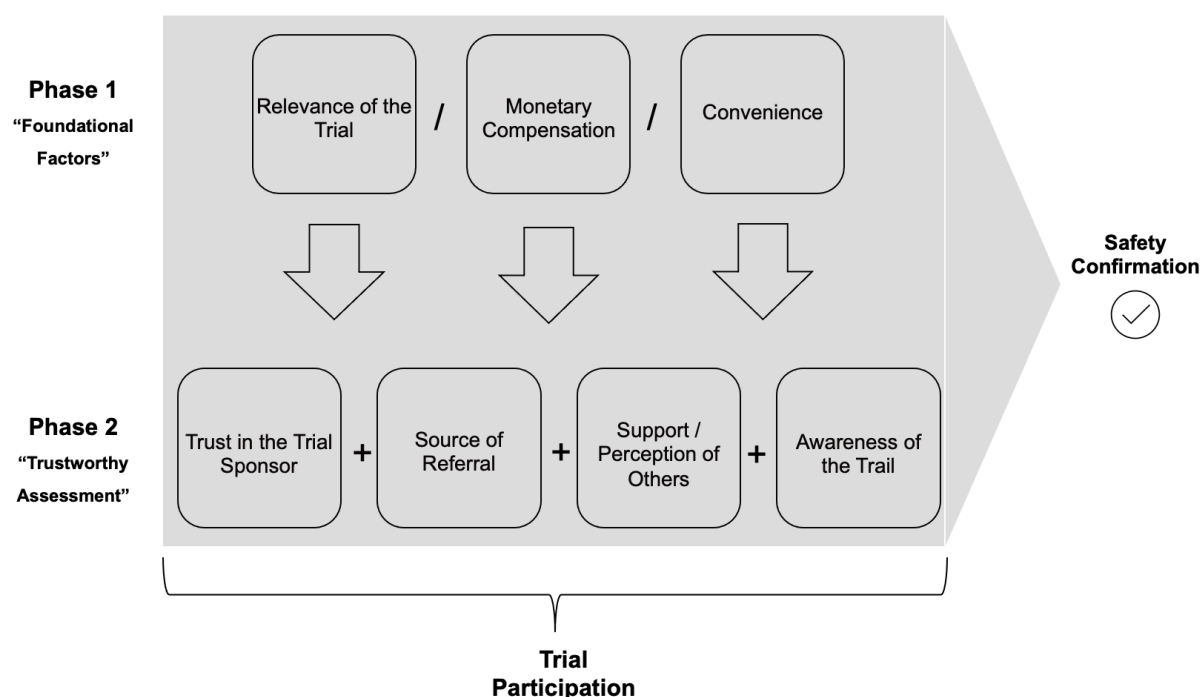 Phase 1
“Foundational
Factors”
Relevance of the
Trial
/
Monetary
Compensation
/
Convenience
Safety
Confirmation
Phase 2
“Trustworthy
Assessment”
Trust in the Trial
Sponsor
+
Source of
Referral
+
Support /
Perception of
Others
+
Awareness of
the Trail
Trial
Participation